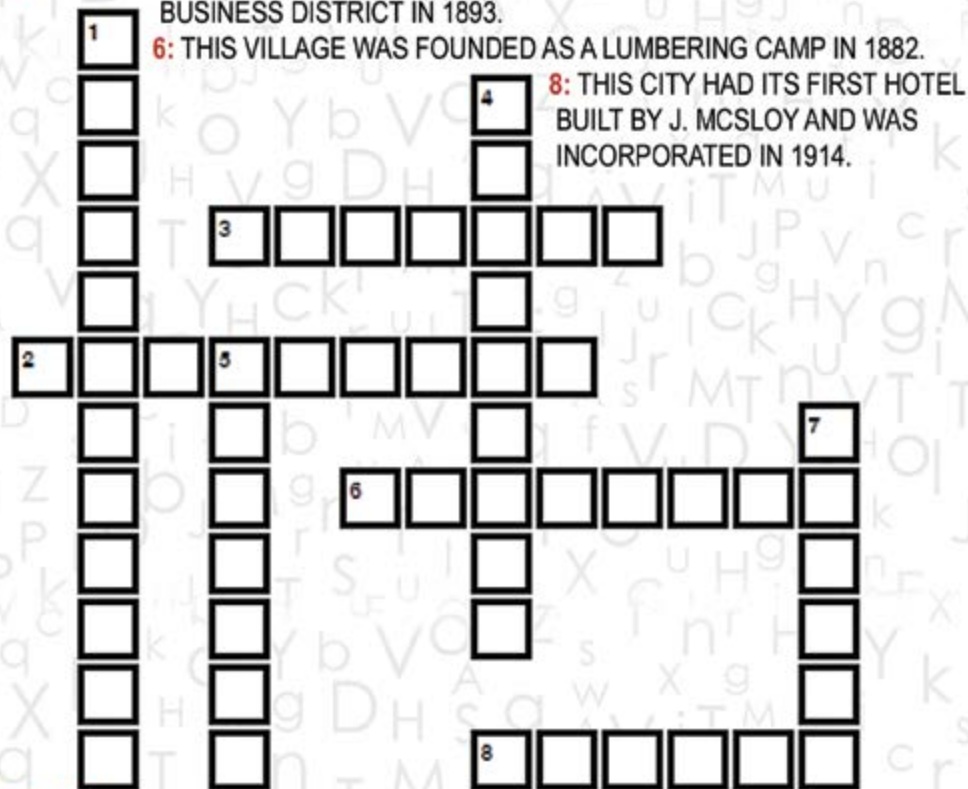 BUSINESS DISTRICT IN 1893.
1
6: THIS VILLAGE WAS FOUNDED AS A LUMBERING CAMP IN 1882.
4
8: THIS CITY HAD ITS FIRST HOTEL
BUILT BY J. MCSLOY AND WAS
INCORPORATED IN 1914.
3
2
5
7
6
8